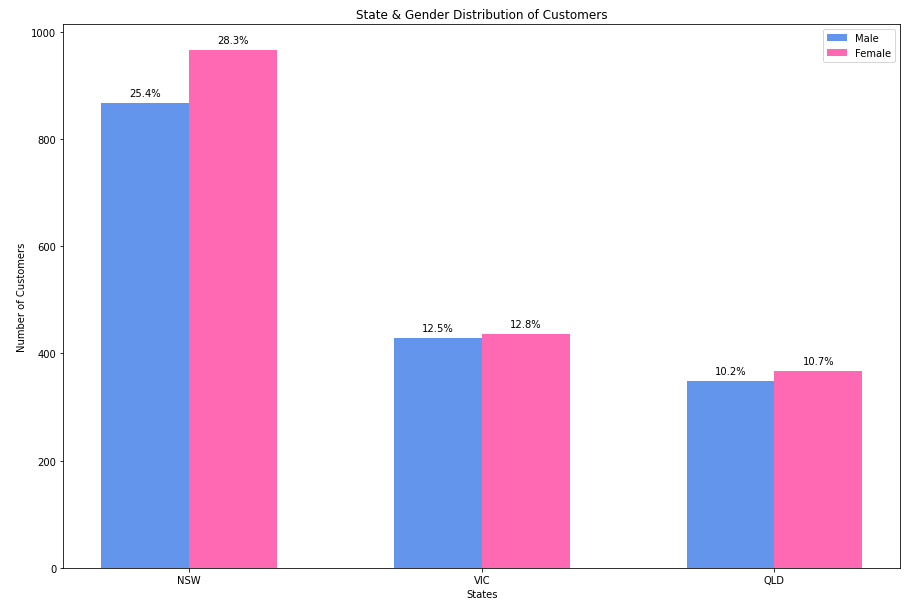 State & Gender Distribution of Customers
Male
Female
Number of Customers
1000
800
600
400
200
0
25.4%
28.3%
12.5%
12.8%
10.2%
10.7%
NSW
VIC
QLD
States